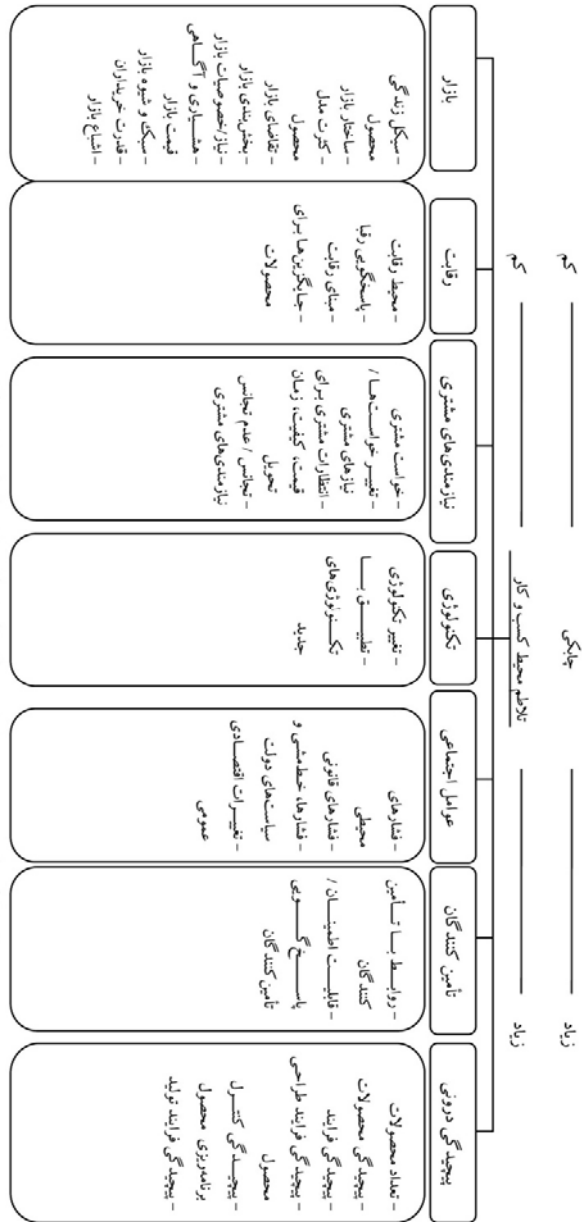 کم چابکی زیاد
کم تلاطم محیط کسب و کار زیاد
بازار
- سیکل زندگی
محصول
- ساختار بازار
- کثرت مدل
محصول
- تقاضای بازار
- بخش‌بندی بازار
- نیاز/خصوصیات بازار
- هشیاری و آگاهی
- قیمت بازار
- سبک و شیوه بازار
- قدرت خریداران
- اشباع بازار
رقابت
- محیط رقابت
- پاسخگویی رقبا
- مبنای رقابت
- جایگزین‌ها برای
محصولات
نیازمندی‌های مشتری
- خواست مشتری
- تغییر خواست‌ها /
نیازهای مشتری
- انتظارات مشتری برای
قیمت، کیفیت، زمان
تحویل
- تجانس / عدم تجانس
نیازمندی‌های مشتری
تکنولوژی
- تغییر تکنولوژی
- تطبیق با
تکنولوژی‌های
جدید
عوامل اجتماعی
- فشارهای
محیطی
- فشارهای قانونی
- فشارها، خط‌مشی و
سیاست‌های دولت
- تغییرات اقتصادی
عمومی
تأمین کنندگان
- روابط با تأمین
کنندگان
- قابلیت اطمینان /
پاسخ‌گویی
تأمین کنندگان
پیچیدگی درونی
- تعداد محصولات
- پیچیدگی محصولات
- پیچیدگی فرایند
- پیچیدگی فرایند طراحی
محصول
- پیچیدگی کنترل
برنامه‌ریزی محصول
- پیچیدگی فرایند تولید